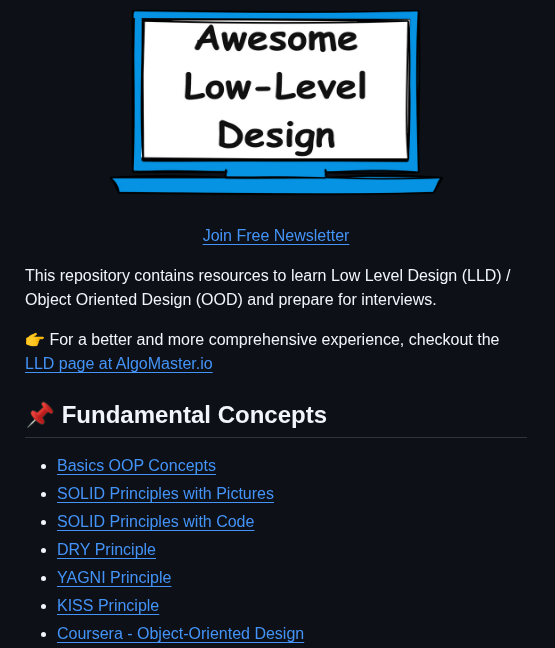 Awesome
Low-Level
Design
Join Free Newsletter
This repository contains resources to learn Low Level Design (LLD) /
Object Oriented Design (OOD) and prepare for interviews.
👉 For a better and more comprehensive experience, checkout the
LLD page at AlgoMaster.io
📌 Fundamental Concepts
• Basics OOP Concepts
• SOLID Principles with Pictures
• SOLID Principles with Code
• DRY Principle
• YAGNI Principle
• KISS Principle
• Coursera - Object-Oriented Design